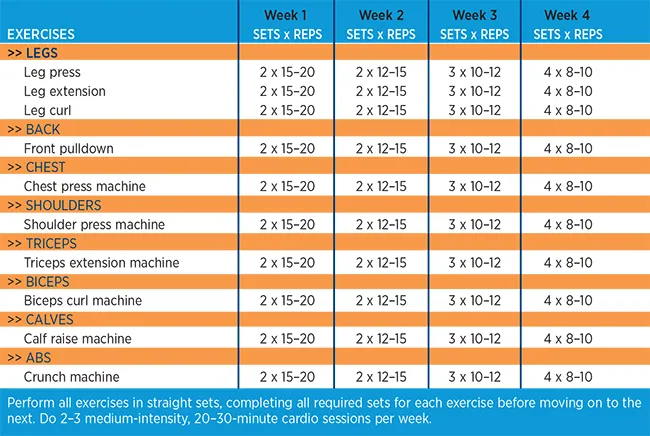 Week 1 Week 2 Week 3 Week 4
EXERCISES SETS x REPS SETS x REPS SETS x REPS SETS x REPS
>> LEGS
Leg press 2 x 15–20 2 x 12–15 3 x 10–12 4 x 8–10
Leg extension 2 x 15–20 2 x 12–15 3 x 10–12 4 x 8–10
Leg curl 2 x 15–20 2 x 12–15 3 x 10–12 4 x 8–10
>> BACK
Front pulldown 2 x 15–20 2 x 12–15 3 x 10–12 4 x 8–10
>> CHEST
Chest press machine 2 x 15–20 2 x 12–15 3 x 10–12 4 x 8–10
>> SHOULDERS
Shoulder press machine 2 x 15–20 2 x 12–15 3 x 10–12 4 x 8–10
>> TRICEPS
Triceps extension machine 2 x 15–20 2 x 12–15 3 x 10–12 4 x 8–10
>> BICEPS
Biceps curl machine 2 x 15–20 2 x 12–15 3 x 10–12 4 x 8–10
>> CALVES
Calf raise machine 2 x 15–20 2 x 12–15 3 x 10–12 4 x 8–10
>> ABS
Crunch machine 2 x 15–20 2 x 12–15 3 x 10–12 4 x 8–10
Perform all exercises in straight sets, completing all required sets for each exercise before moving on to the
next. Do 2–3 medium-intensity, 20–30-minute cardio sessions per week.